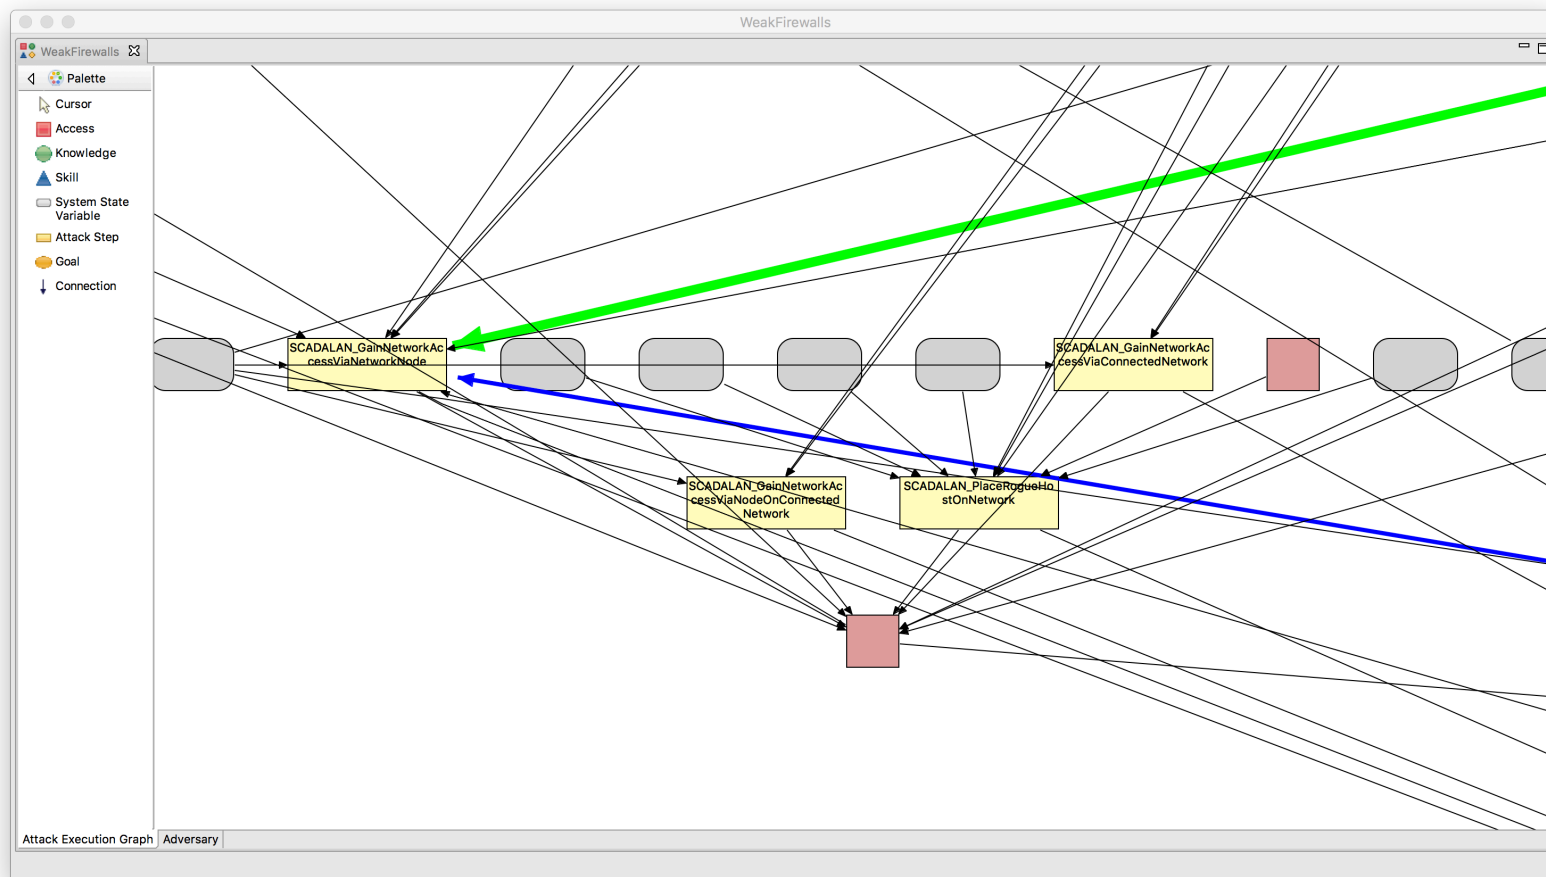 WeakFirewalls
WeakFirewalls
Palette
Cursor
Access
Knowledge
Skill
System State
Variable
Attack Step
Goal
Connection
SCADALAN_GainNetworkAc
cessViaNetworkNode
SCADALAN_GainNetworkAc
cessViaConnectedNetwork
SCADALAN_GainNetworkAc
cessViaNodeOnConnected
Network
SCADALAN_PlaceRogueHo
stOnNetwork
Attack Execution Graph
Adversary